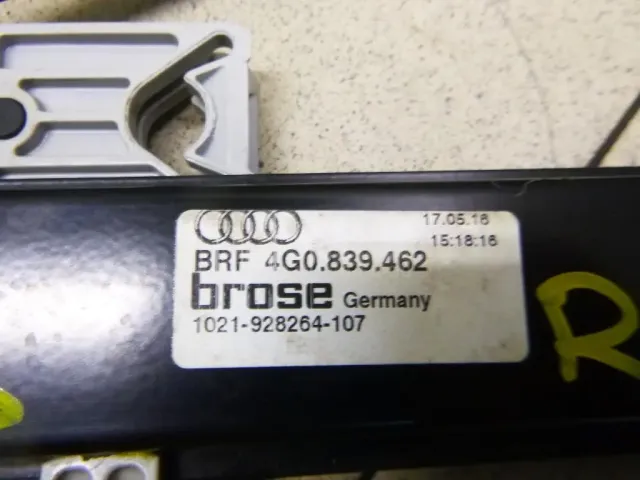 17.05.16
15:18:16
BRF 4G0.839.462
brose Germany
1021-928264-107
R